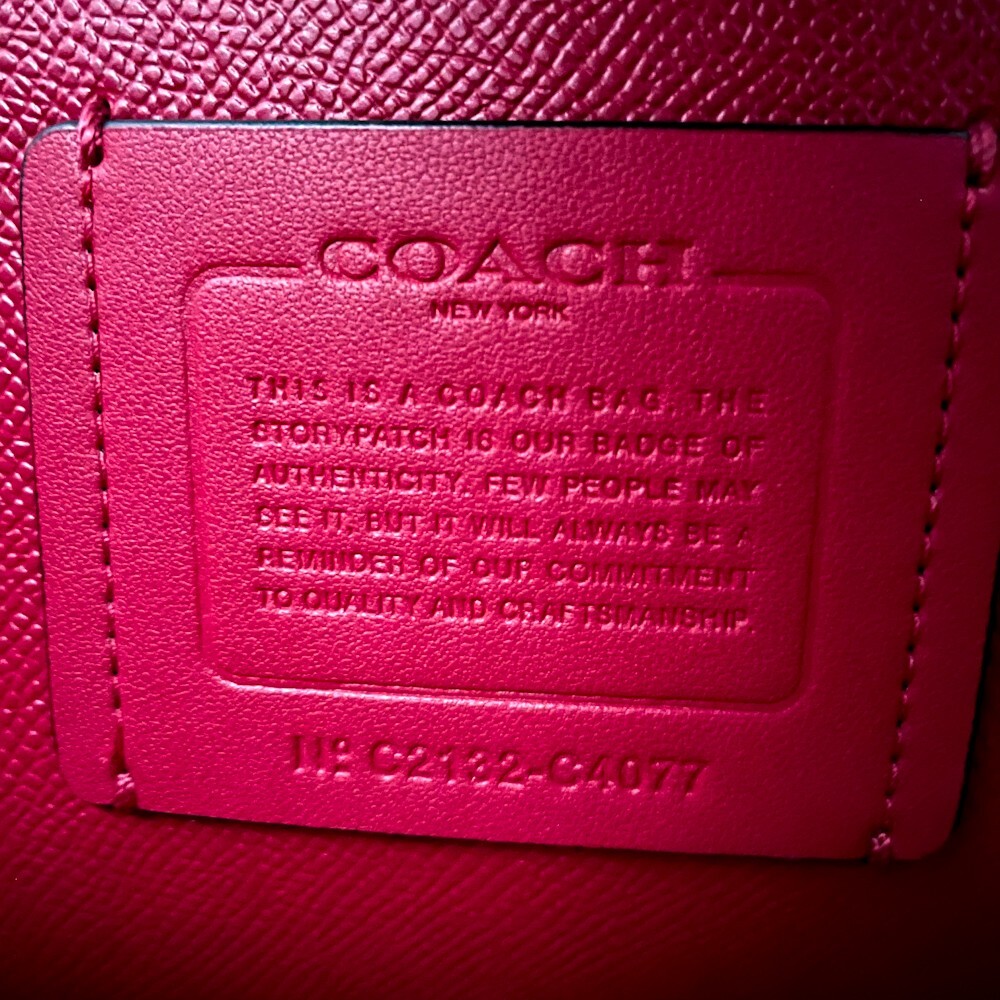 COACH
NEW YORK
THIS IS A COACH BAG. THE
STORYPATCH IS OUR BADGE OF
AUTHENTICITY. FEW PEOPLE MAY
SEE IT, BUT IT WILL ALWAYS BE A
REMINDER OF OUR COMMITMENT
TO QUALITY AND CRAFTSMANSHIP.
Nº C2132-C4077